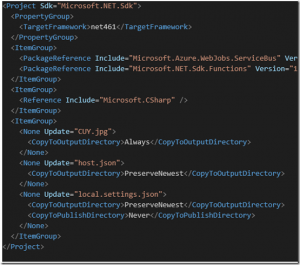 <Project Sdk="Microsoft.NET.Sdk">
<PropertyGroup>
<TargetFramework>net461</TargetFramework>
</PropertyGroup>
<ItemGroup>
<PackageReference Include="Microsoft.Azure.WebJobs.ServiceBus" Ver
<PackageReference Include="Microsoft.NET.Sdk.Functions" Version="1
</ItemGroup>
<ItemGroup>
<Reference Include="Microsoft.CSharp" />
</ItemGroup>
<ItemGroup>
<None Update="CUY.jpg">
<CopyToOutputDirectory>Always</CopyToOutputDirectory>
</None>
<None Update="host.json">
<CopyToOutputDirectory>PreserveNewest</CopyToOutputDirectory>
</None>
<None Update="local.settings.json">
<CopyToOutputDirectory>PreserveNewest</CopyToOutputDirectory>
<CopyToPublishDirectory>Never</CopyToPublishDirectory>
</None>
</ItemGroup>
</Project>